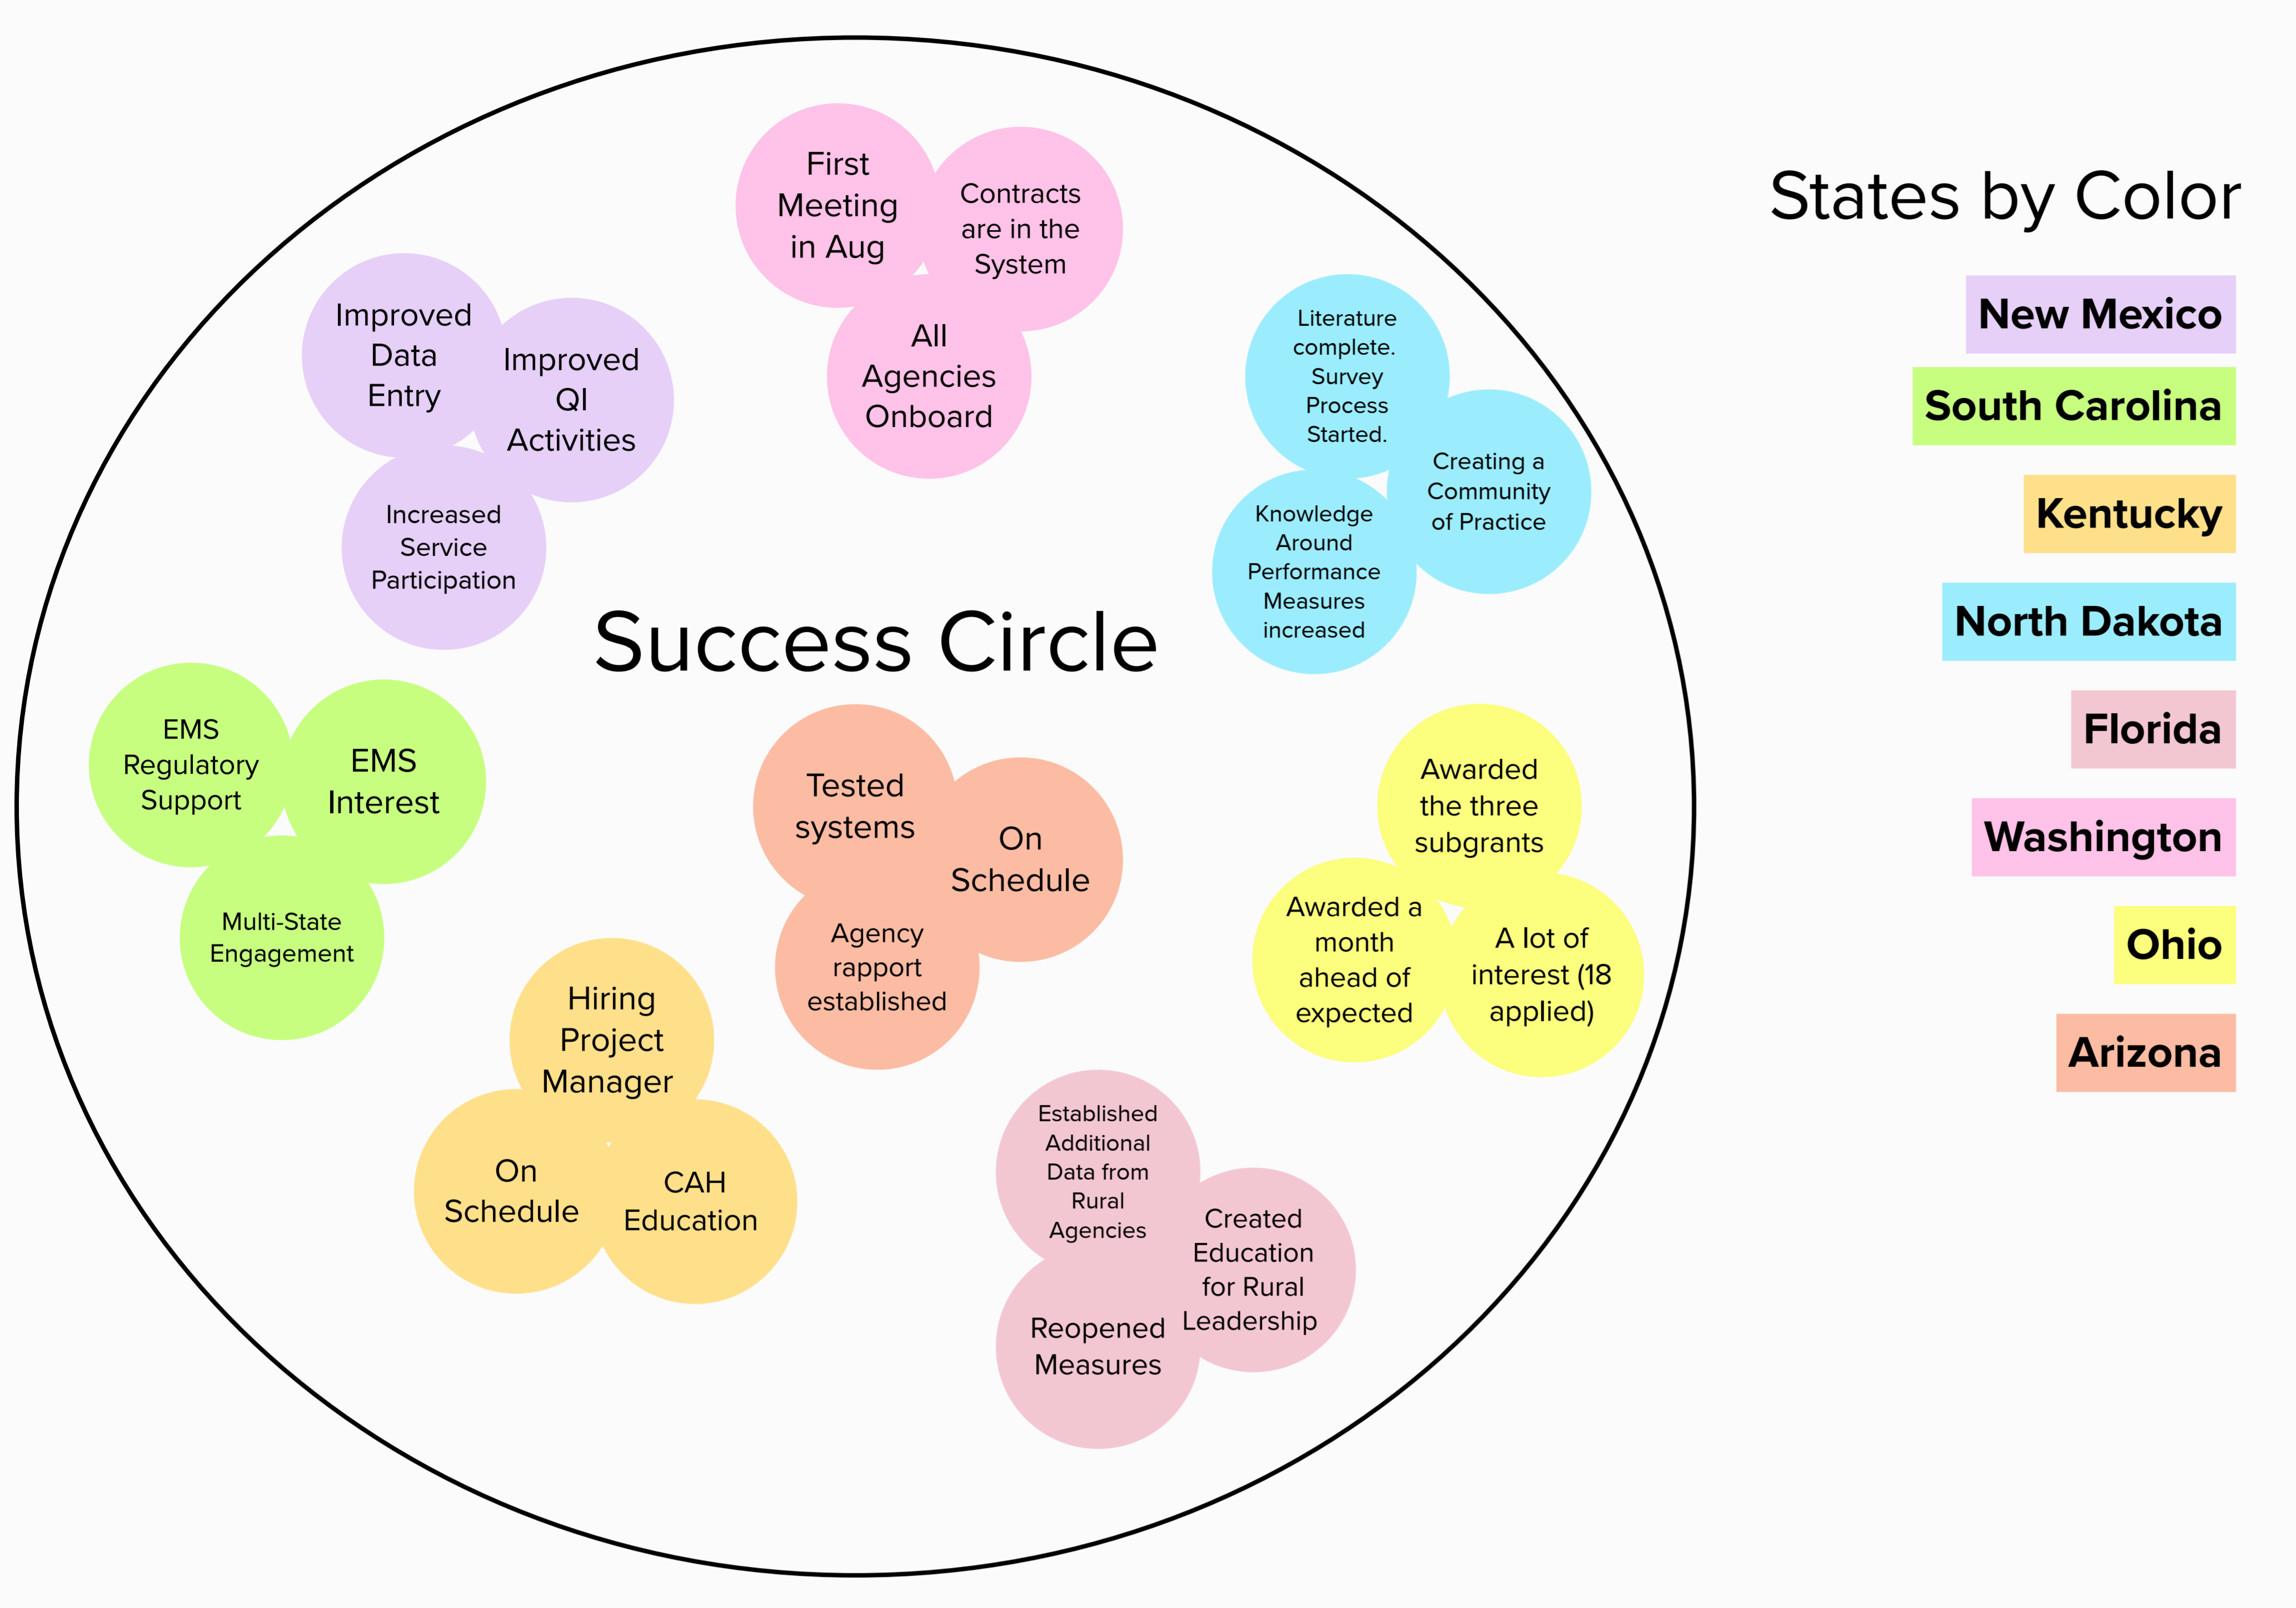 First
Meeting
in Aug
Contracts
are in the
System
All
Agencies
Onboard
Improved
Data
Entry
Improved
QI
Activities
Increased
Service
Participation
Literature
complete.
Survey
Process
Started.
Creating a
Community
of Practice
Knowledge
Around
Performance
Measures
increased
Success Circle
EMS
Regulatory
Support
EMS
Interest
Multi-State
Engagement
Tested
systems
On
Schedule
Agency
rapport
established
Awarded
the three
subgrants
Awarded a
month
ahead of
expected
A lot of
interest (18
applied)
Hiring
Project
Manager
On
Schedule
CAH
Education
Established
Additional
Data from
Rural
Agencies
Created
Education
for Rural
Leadership
Reopened
Measures
States by Color
New Mexico
South Carolina
Kentucky
North Dakota
Florida
Washington
Ohio
Arizona